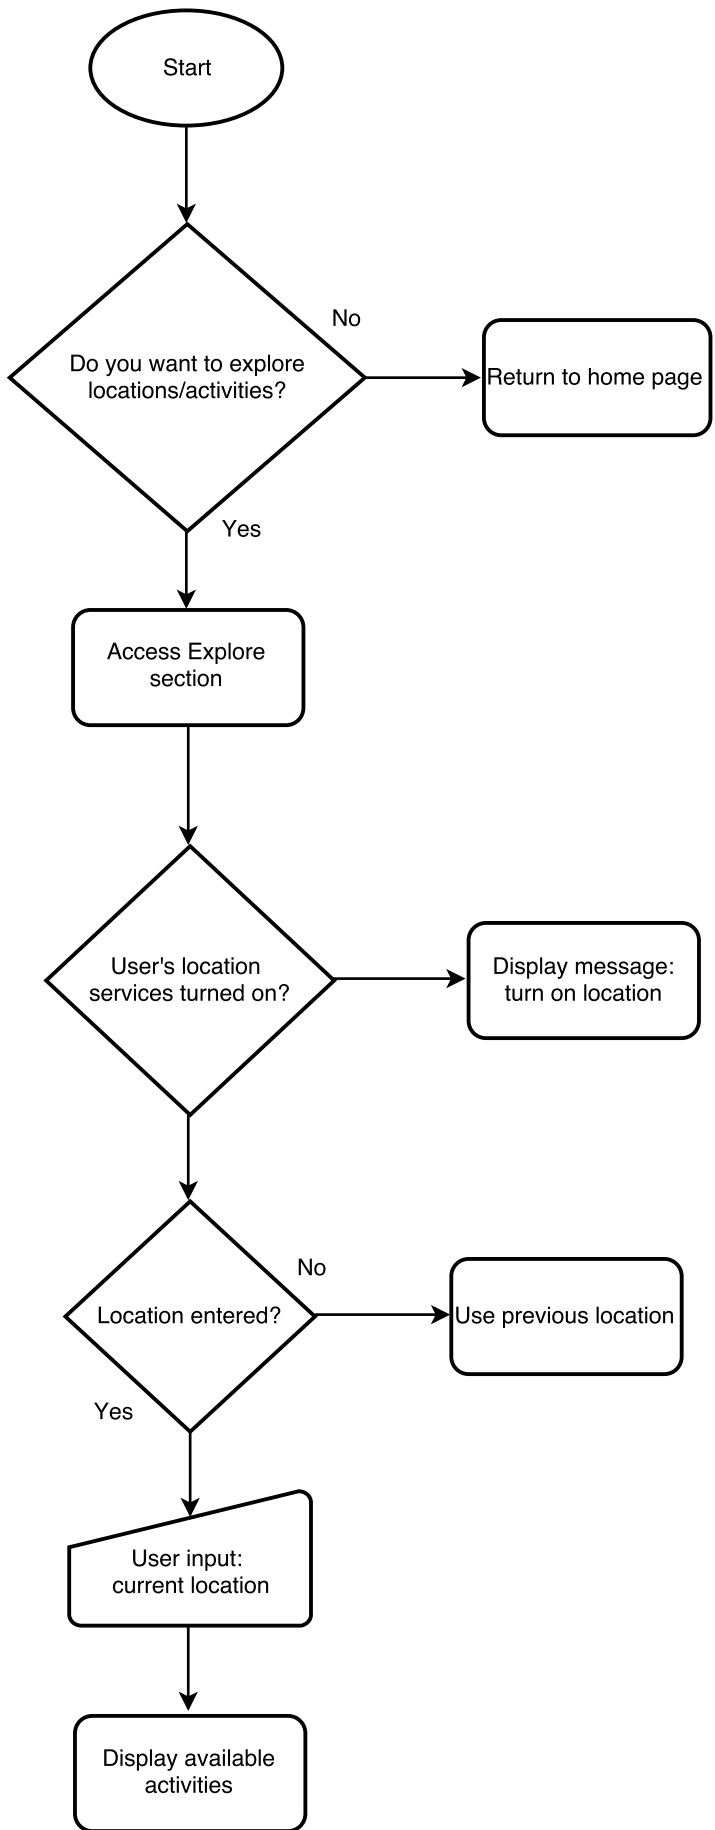 Start
No
Do you want to explore
locations/activities?
Return to home page
Yes
Access Explore
section
User's location
services turned on?
Display message:
turn on location
No
Location entered?
Use previous location
Yes
User input:
current location
Display available
activities